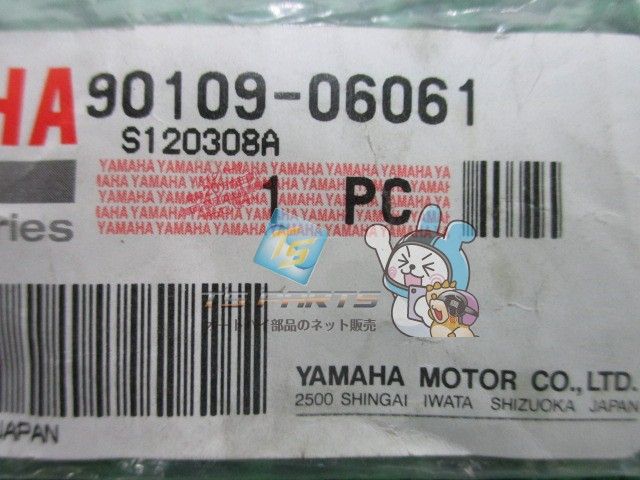 HA 90109-06061
S120308A
YAMAHA YAMAHA YAMAHA YAMAHA YAMAHA YAMAHA YA
1 PC
ries
TS
TS PARTS
オートバイ部品のネット販売
YAMAHA MOTOR CO.,LTD.
2500 SHINGAI IWATA SHIZUOKA JAPAN
JAPAN